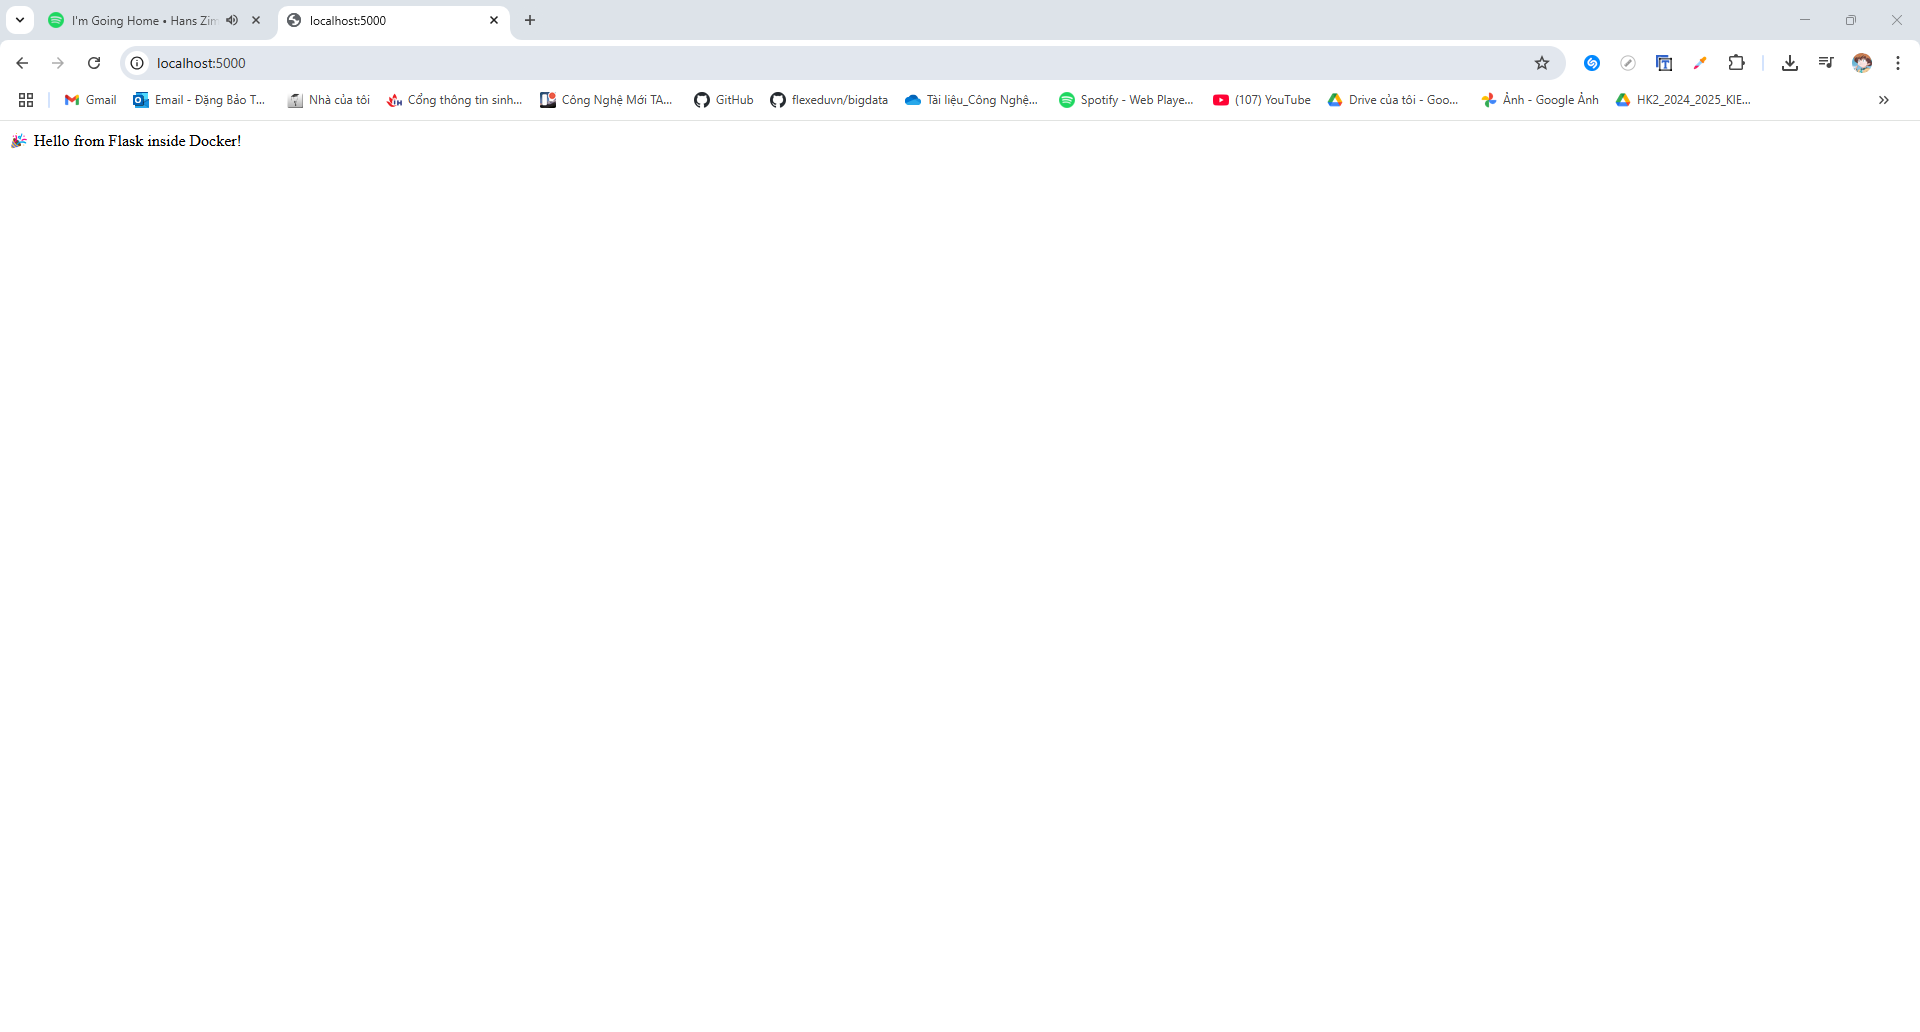 I'm Going Home • Hans Zim
localhost:5000
localhost:5000
Gmail
Email - Đặng Bảo T...
Nhà của tôi
Cổng thông tin sinh...
Công Nghệ Mới TA...
GitHub
flexeduvn/bigdata
Tài liệu_Công Nghệ...
Spotify - Web Playe...
(107) YouTube
Drive của tôi - Goo...
Ảnh - Google Ảnh
HK2_2024_2025_KIE...
🎉 Hello from Flask inside Docker!